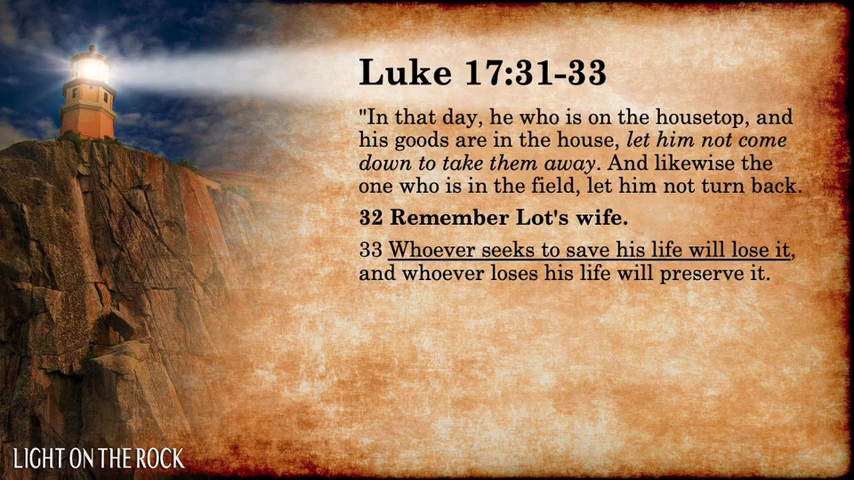 Luke 17:31-33
"In that day, he who is on the housetop, and
his goods are in the house, let him not come
down to take them away. And likewise the
one who is in the field, let him not turn back.
32 Remember Lot's wife.
33 Whoever seeks to save his life will lose it,
and whoever loses his life will preserve it.
LIGHT ON THE ROCK